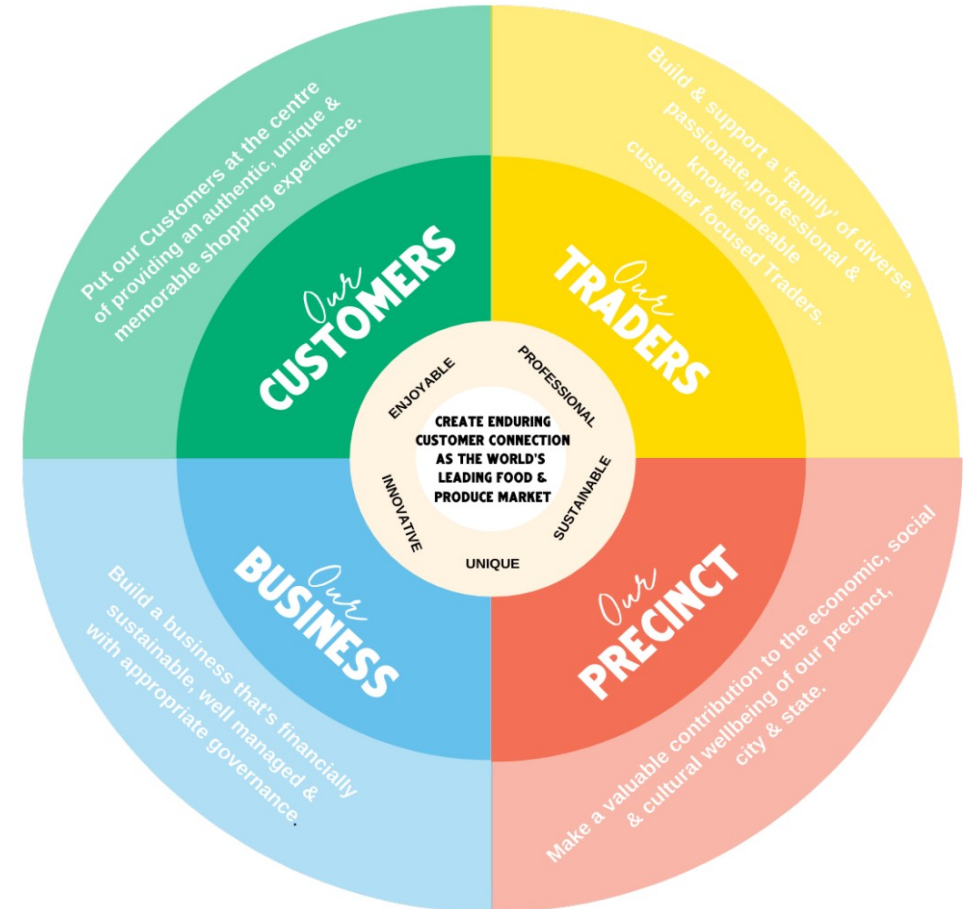 Put our Customers at the centre
of providing an authentic, unique &
memorable shopping experience.
Our
CUSTOMERS
Build & support a 'family' of diverse,
passionate,professional &
knowledgeable
customer focused Traders.
Our
TRADERS
ENJOYABLE
PROFESSIONAL
CREATE ENDURING
CUSTOMER CONNECTION
AS THE WORLD'S
LEADING FOOD &
PRODUCE MARKET
INNOVATIVE
SUSTAINABLE
UNIQUE
Our
BUSINESS
Build a business that's financially
sustainable, well managed &
with appropriate governance.
Our
PRECINCT
Make a valuable contribution to the economic, social
& cultural wellbeing of our precinct,
city & state.